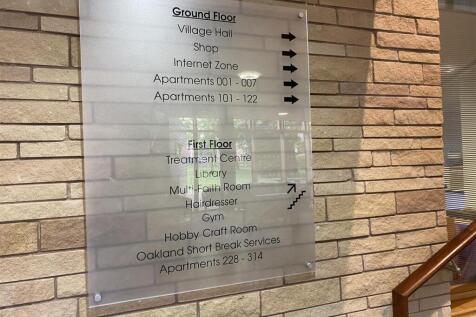 Ground Floor
Village Hall
Shop
Internet Zone
Apartments 001 - 007
Apartments 101 - 122
First Floor
Treatment Centre
Library
Multi-Faith Room
Hairdresser
Gym
Hobby Craft Room
Oakland Short Break Services
Apartments 228 - 314